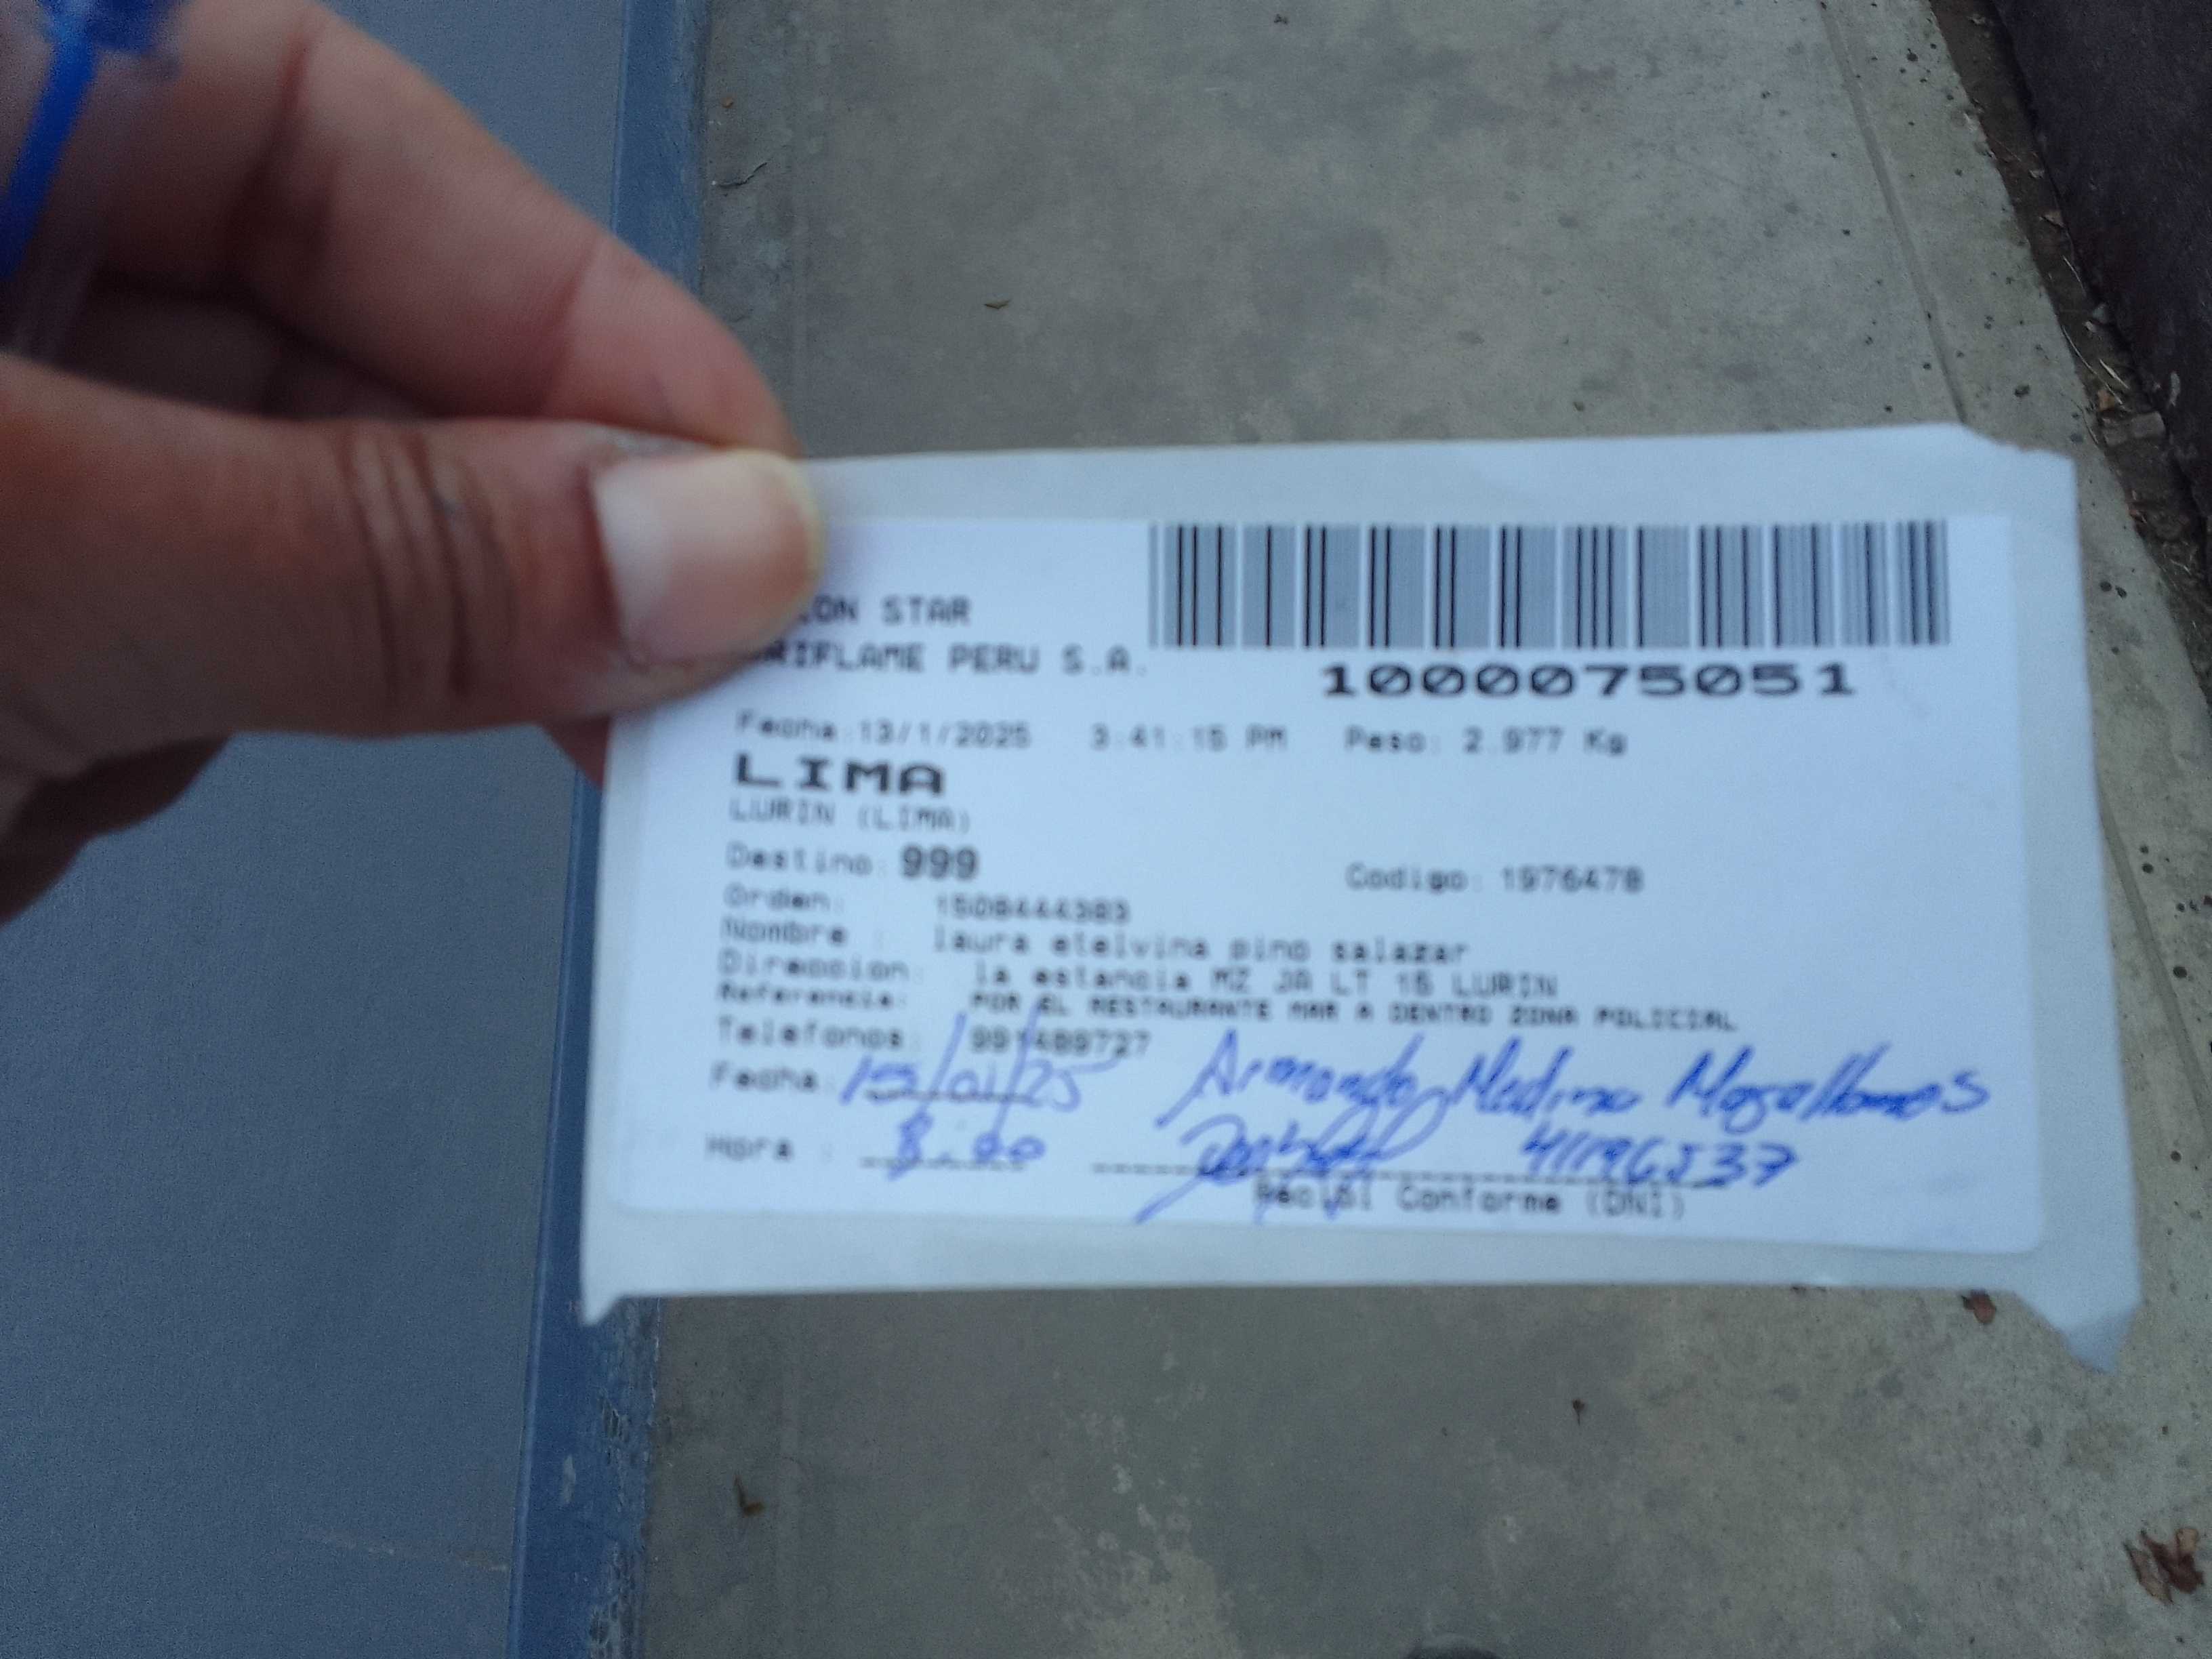 ION STAR
RIFLAME PERU S.A.
1000075051
Fecha:13/1/2025 3:41:15 PM Peso: 2.977 Kg
LIMA
LURIN (LIMA)
Destino: 999 Codigo: 1976478
Orden: 1508444383
Nombre : laura etelvina pino salazar
Direccion: la estancia MZ JA LT 15 LURIN
Referencia: POR EL RESTAURANTE MAR A DENTRO ZONA POLICIAL
Telefonos: 991489727
Fecha: 15/01/25 Armando Medina Magallanes
Hora : 8:00 41196537
Recibi Conforme (DNI)